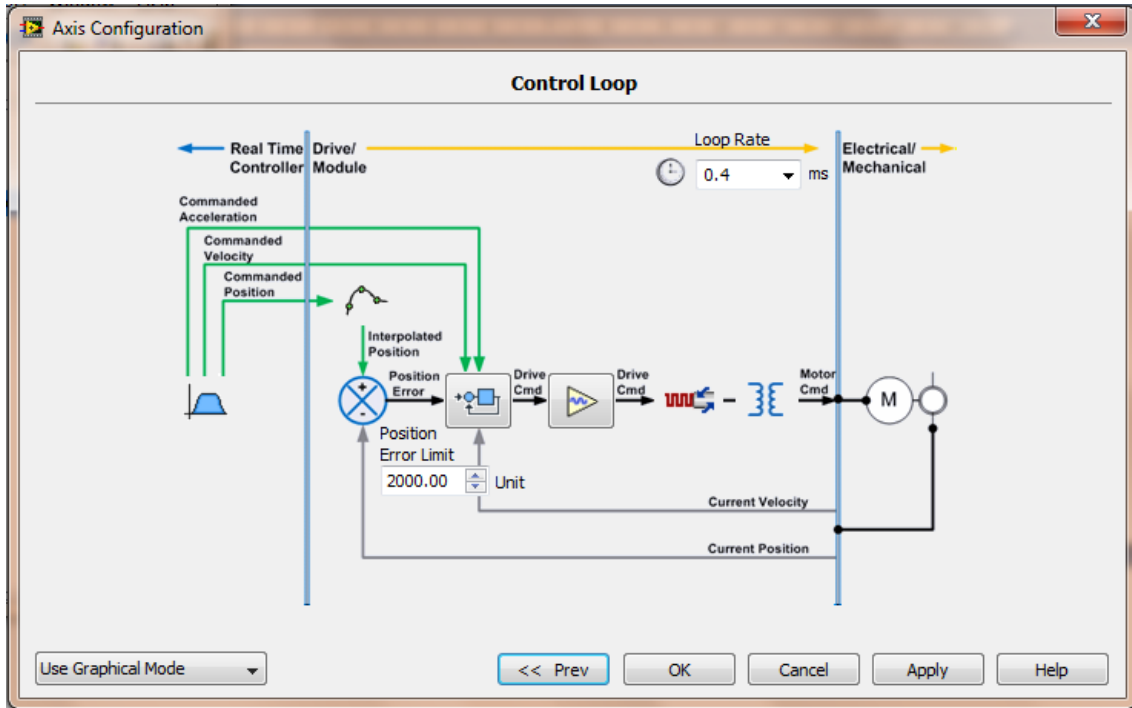 Axis Configuration
Control Loop
Real Time
Controller
Drive/
Module
Loop Rate
0.4
ms
Electrical/
Mechanical
Commanded
Acceleration
Commanded
Velocity
Commanded
Position
Interpolated
Position
Position
Error
Drive
Cmd
Drive
Cmd
Motor
Cmd
M
Position
Error Limit
2000.00
Unit
Current Velocity
Current Position
Use Graphical Mode
<< Prev
OK
Cancel
Apply
Help